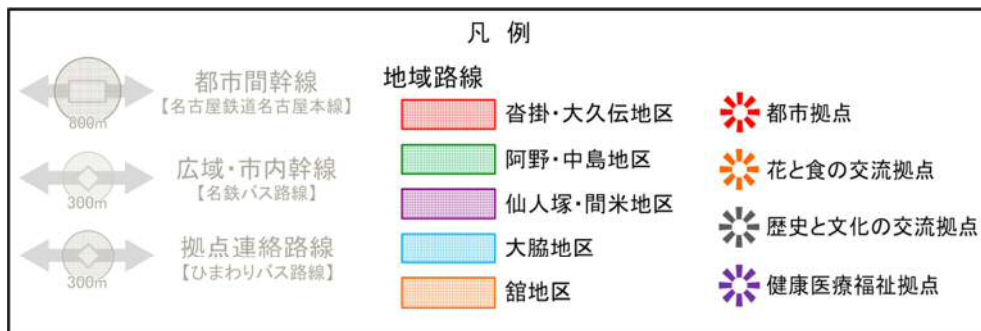 凡 例
都市間幹線
【名古屋鉄道名古屋本線】
800m
広域・市内幹線
【名鉄バス路線】
300m
拠点連絡路線
【ひまわりバス路線】
300m
地域路線
沓掛・大久伝地区
阿野・中島地区
仙人塚・間米地区
大脇地区
舘地区
都市拠点
花と食の交流拠点
歴史と文化の交流拠点
健康医療福祉拠点